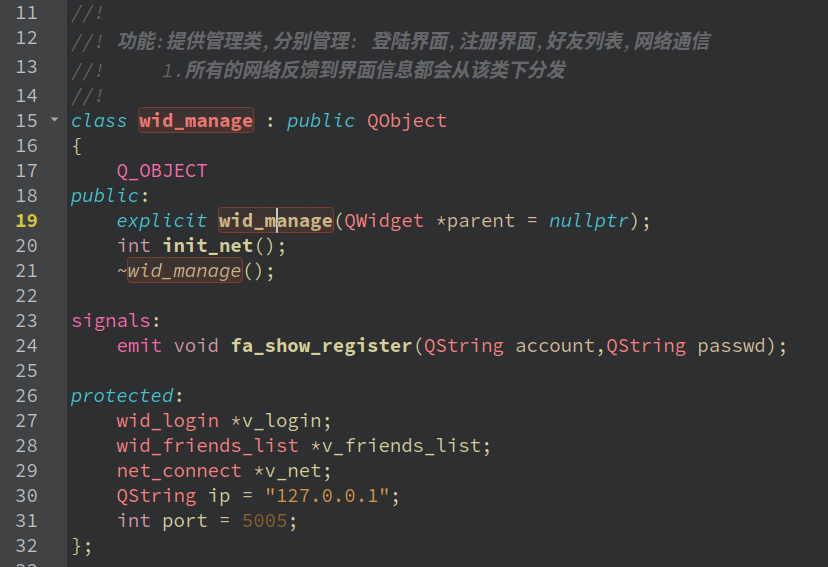 11 //!
12 //! 功能:提供管理类,分别管理: 登陆界面,注册界面,好友列表,网络通信
13 //!     1.所有的网络反馈到界面信息都会从该类下分发
14 //!
15 class wid_manage : public QObject
16 {
17     Q_OBJECT
18 public:
19     explicit wid_manage(QWidget *parent = nullptr);
20     int init_net();
21     ~wid_manage();
22
23 signals:
24     emit void fa_show_register(QString account,QString passwd);
25
26 protected:
27     wid_login *v_login;
28     wid_friends_list *v_friends_list;
29     net_connect *v_net;
30     QString ip = "127.0.0.1";
31     int port = 5005;
32 };